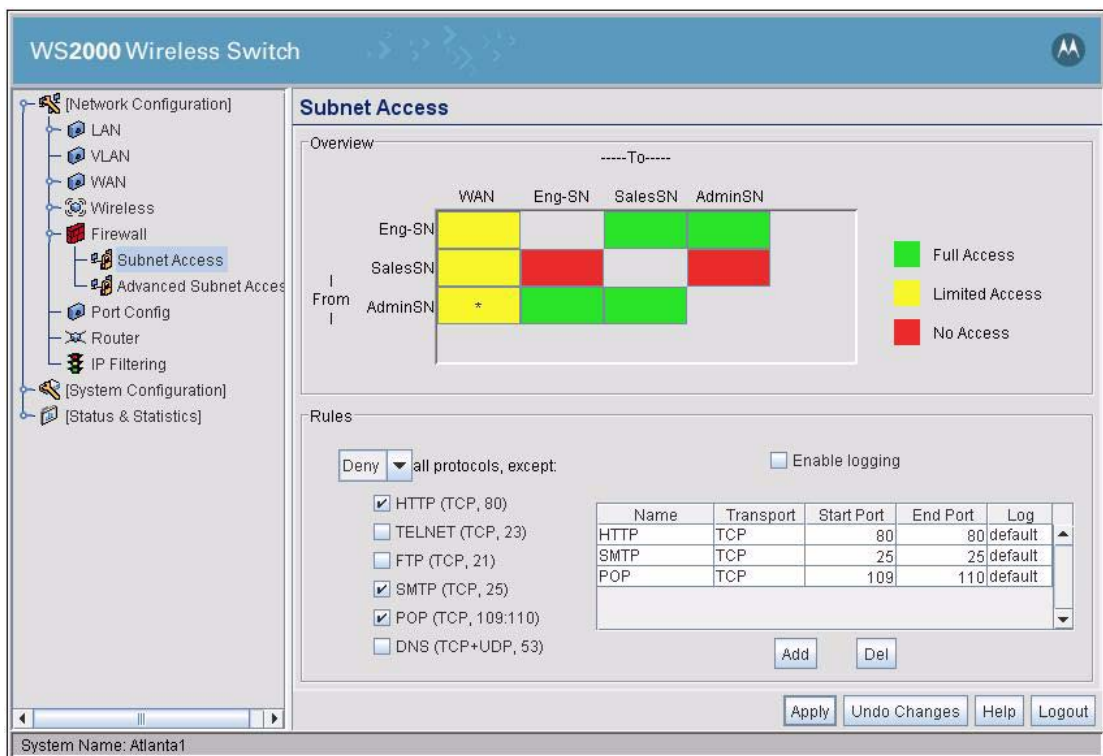 WS2000 Wireless Switch
[Network Configuration]
LAN
VLAN
WAN
Wireless
Firewall
Subnet Access
Advanced Subnet Acces
Port Config
Router
IP Filtering
[System Configuration]
[Status & Statistics]
Subnet Access
Overview
-----To-----
WAN Eng-SN SalesSN AdminSN
Eng-SN
SalesSN
| From |
AdminSN *
Full Access
Limited Access
No Access
Rules
Deny all protocols, except:
Enable logging
HTTP (TCP, 80)
TELNET (TCP, 23)
FTP (TCP, 21)
SMTP (TCP, 25)
POP (TCP, 109:110)
DNS (TCP+UDP, 53)
Name Transport Start Port End Port Log
HTTP TCP 80 80 default
SMTP TCP 25 25 default
POP TCP 109 110 default
Add Del
Apply Undo Changes Help Logout
System Name: Atlanta1